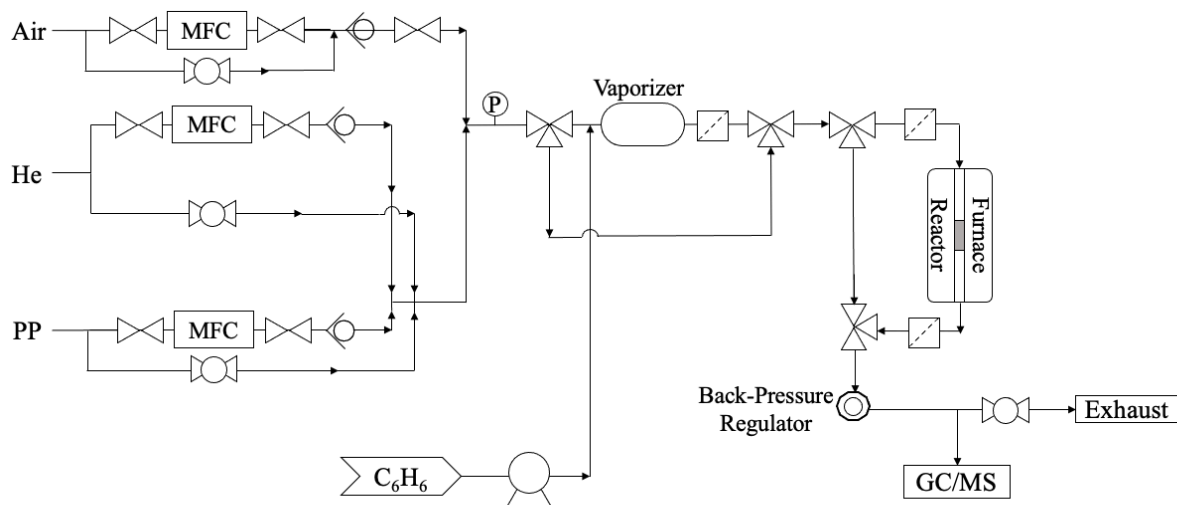 Air
MFC
P
Vaporizer
He
MFC
Reactor
Furnace
PP
MFC
Back-Pressure
Regulator
Exhaust
C₆H₆
GC/MS